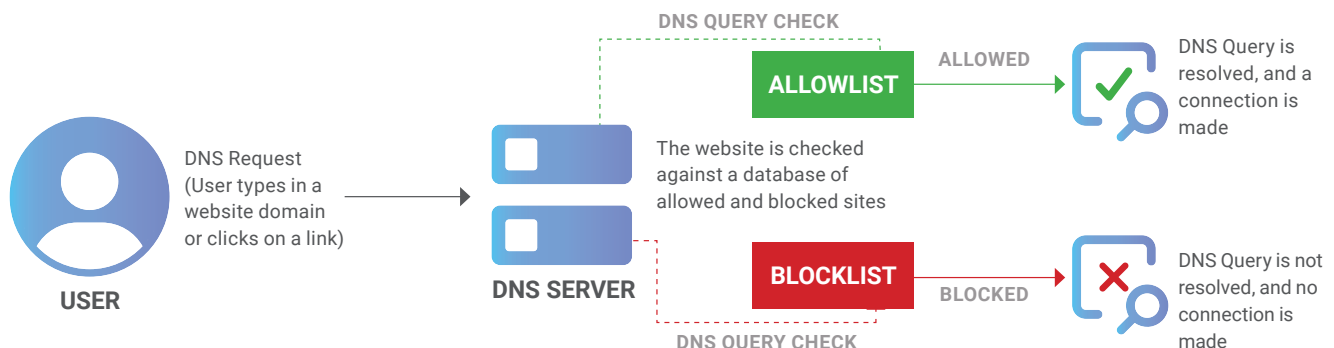 DNS Request
(User types in a
website domain
or clicks on a link)
USER
DNS SERVER
DNS QUERY CHECK
The website is checked
against a database of
allowed and blocked sites
ALLOWLIST
ALLOWED
DNS Query is
resolved, and a
connection is
made
BLOCKLIST
BLOCKED
DNS QUERY CHECK
DNS Query is not
resolved, and no
connection is
made